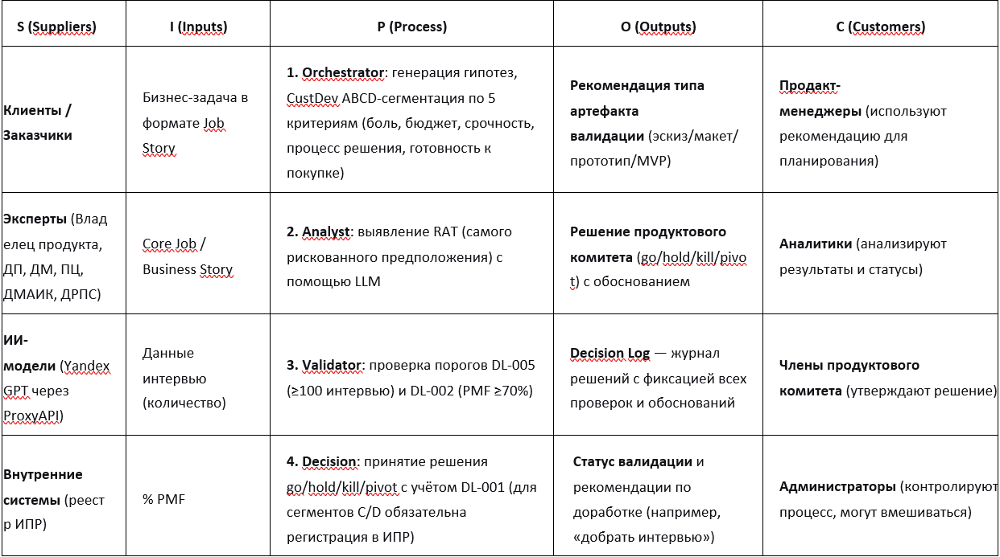 S (Suppliers)
I (Inputs)
P (Process)
O (Outputs)
C (Customers)
Клиенты /
Заказчики
Бизнес-задача в
формате Job
Story
1. Orchestrator: генерация гипотез,
CustDev ABCD-сегментация по 5
критериям (боль, бюджет, срочность,
процесс решения, готовность к
покупке)
Рекомендация типа
артефакта
валидации (эскиз/макет/
прототип/MVP)
Продакт-
менеджеры (используют
рекомендацию для
планирования)
Эксперты (Влад
елец продукта,
ДП, ДМ, ПЦ,
ДМАИК, ДРПС)
Core Job /
Business Story
2. Analyst: выявление RAT (самого
рискованного предположения) с
помощью LLM
Решение продуктового
комитета (go/hold/kill/pivo
t) с обоснованием
Аналитики (анализируют
результаты и статусы)
ИИ-
модели (Yandex
GPT через
ProxyAPI)
Данные
интервью
(количество)
3. Validator: проверка порогов DL-005
(≥100 интервью) и DL-002 (PMF ≥70%)
Decision Log — журнал
решений с фиксацией всех
проверок и обоснований
Члены продуктового
комитета (утверждают решение)
Внутренние
системы (реест
р ИПР)
% PMF
4. Decision: принятие решения
go/hold/kill/pivot с учётом DL-001 (для
сегментов C/D обязательна
регистрация в ИПР)
Статус валидации и
рекомендации по
доработке (например,
«добрать интервью»)
Администраторы (контролируют
процесс, могут вмешиваться)